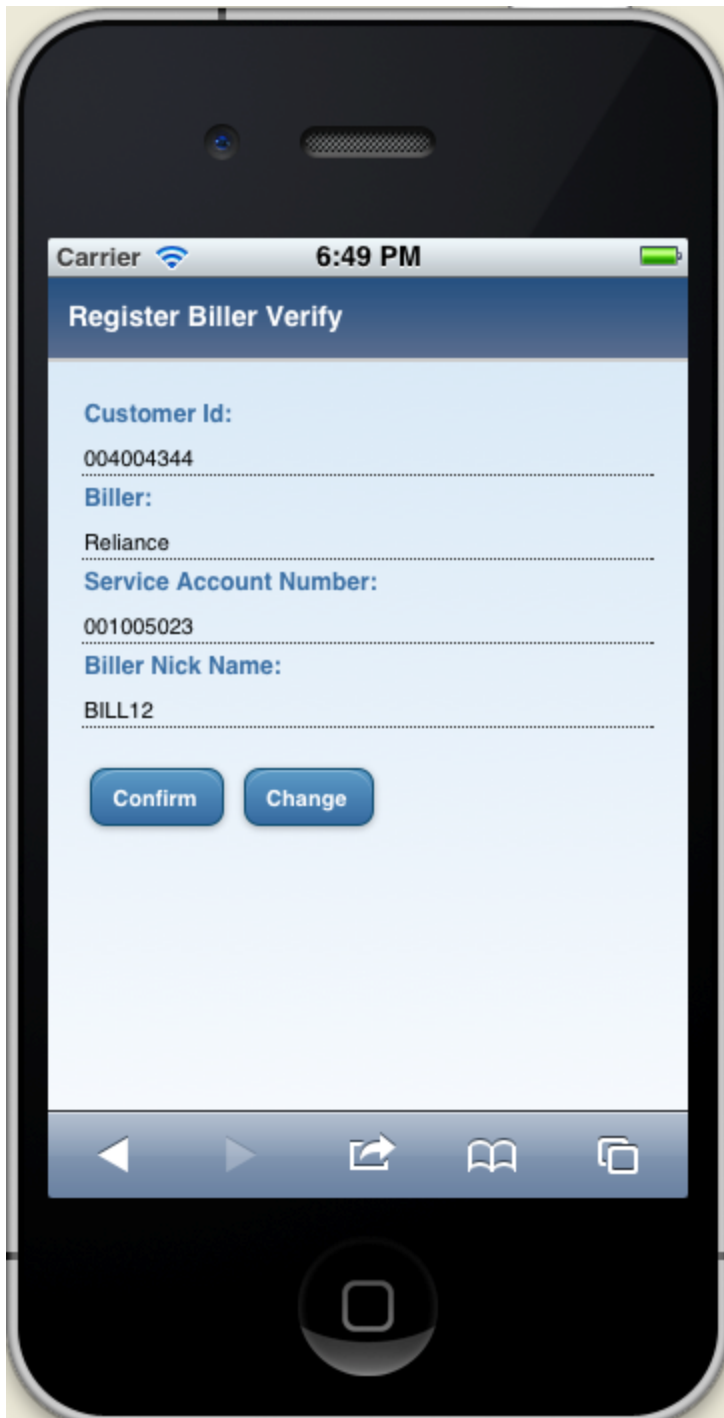 Carrier 6:49 PM
Register Biller Verify
Customer Id:
004004344
Biller:
Reliance
Service Account Number:
001005023
Biller Nick Name:
BILL12
Confirm Change